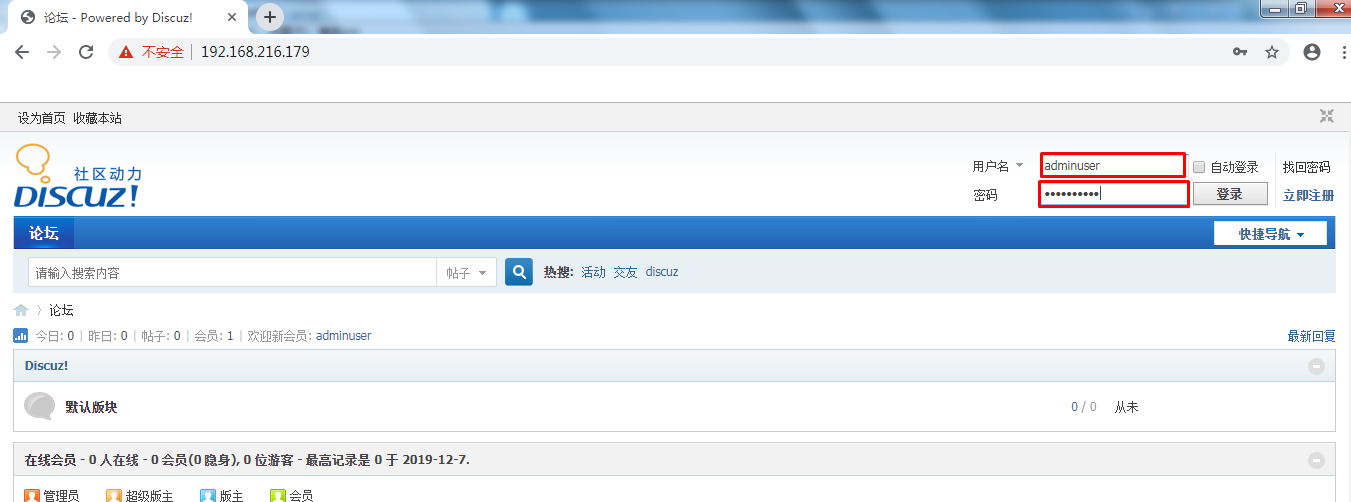 论坛 - Powered by Discuz!
不安全 192.168.216.179
设为首页 收藏本站
社区动力
DISCUZ!
用户名 adminuser 自动登录 找回密码
密码 •••••••••• 登录 立即注册
论坛 快捷导航
请输入搜索内容 帖子 热搜: 活动 交友 discuz
论坛
今日: 0 | 昨日: 0 | 帖子: 0 | 会员: 1 | 欢迎新会员: adminuser 最新回复
Discuz!
默认版块 0 / 0 从未
在线会员 - 0 人在线 - 0 会员(0 隐身), 0 位游客 - 最高记录是 0 于 2019-12-7.
管理员 超级版主 版主 会员